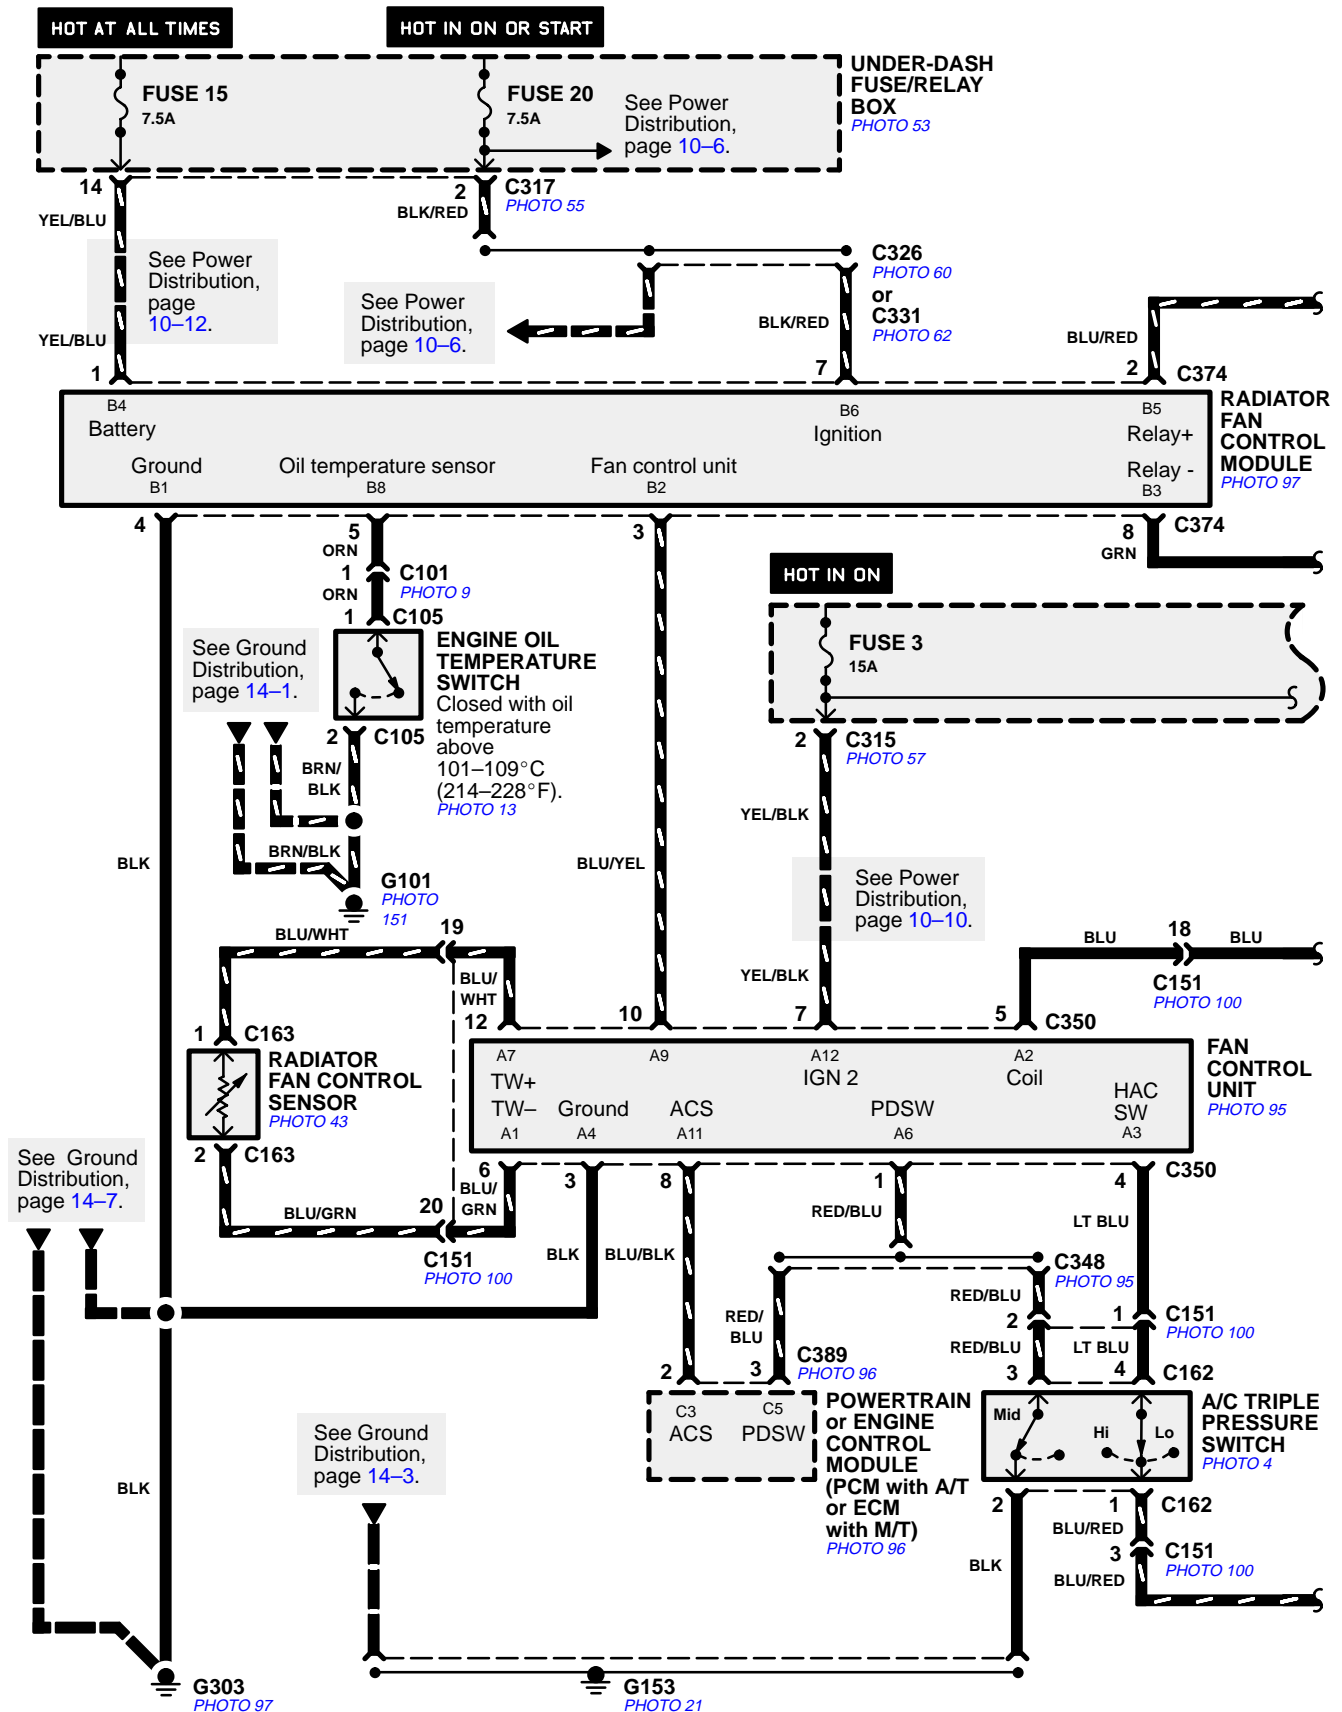 HOT AT ALL TIMES
HOT IN ON OR START
UNDER-DASH
FUSE/RELAY
BOX
PHOTO 53
FUSE 15
7.5A
FUSE 20
7.5A
See Power
Distribution,
page 10–6.
14
2
C317
PHOTO 55
YEL/BLU
BLK/RED
See Power
Distribution,
page
10–12.
C326
PHOTO 60
or
C331
PHOTO 62
See Power
Distribution,
page 10–6.
BLK/RED
BLU/RED
YEL/BLU
1
7
2
C374
B4
Battery
B6
Ignition
B5
Relay+
RADIATOR
FAN
CONTROL
MODULE
PHOTO 97
Ground
B1
Oil temperature sensor
B8
Fan control unit
B2
Relay -
B3
4
5
3
8
C374
ORN
GRN
1
C101
PHOTO 9
ORN
1
C105
HOT IN ON
See Ground
Distribution,
page 14–1.
ENGINE OIL
TEMPERATURE
SWITCH
Closed with oil
temperature
above
101–109°C
(214–228°F).
PHOTO 13
FUSE 3
15A
2
C105
2
C315
PHOTO 57
BRN/
BLK
YEL/BLK
BRN/BLK
BLK
BLU/YEL
G101
PHOTO
151
See Power
Distribution,
page 10–10.
BLU/WHT
19
BLU/
WHT
YEL/BLK
BLU
18
BLU
C151
PHOTO 100
12
10
7
5
C350
1
C163
RADIATOR
FAN CONTROL
SENSOR
PHOTO 43
A7
TW+
A9
A12
IGN 2
A2
Coil
FAN
CONTROL
UNIT
PHOTO 95
TW–
A1
Ground
A4
ACS
A11
PDSW
A6
HAC
SW
A3
2
C163
See Ground
Distribution,
page 14–7.
6
3
8
1
4
C350
BLU/
GRN
BLU/GRN
20
C151
PHOTO 100
BLK
BLU/BLK
RED/BLU
LT BLU
C348
PHOTO 95
RED/BLU
2
1
C151
PHOTO 100
RED/
BLU
RED/BLU
LT BLU
2
3
C389
PHOTO 96
3
4
C162
C3
ACS
C5
PDSW
POWERTRAIN
or ENGINE
CONTROL
MODULE
(PCM with A/T
or ECM
with M/T)
PHOTO 96
Mid
Hi
Lo
A/C TRIPLE
PRESSURE
SWITCH
PHOTO 4
See Ground
Distribution,
page 14–3.
BLK
2
1
C162
BLU/RED
BLK
3
C151
PHOTO 100
BLU/RED
G303
PHOTO 97
G153
PHOTO 21